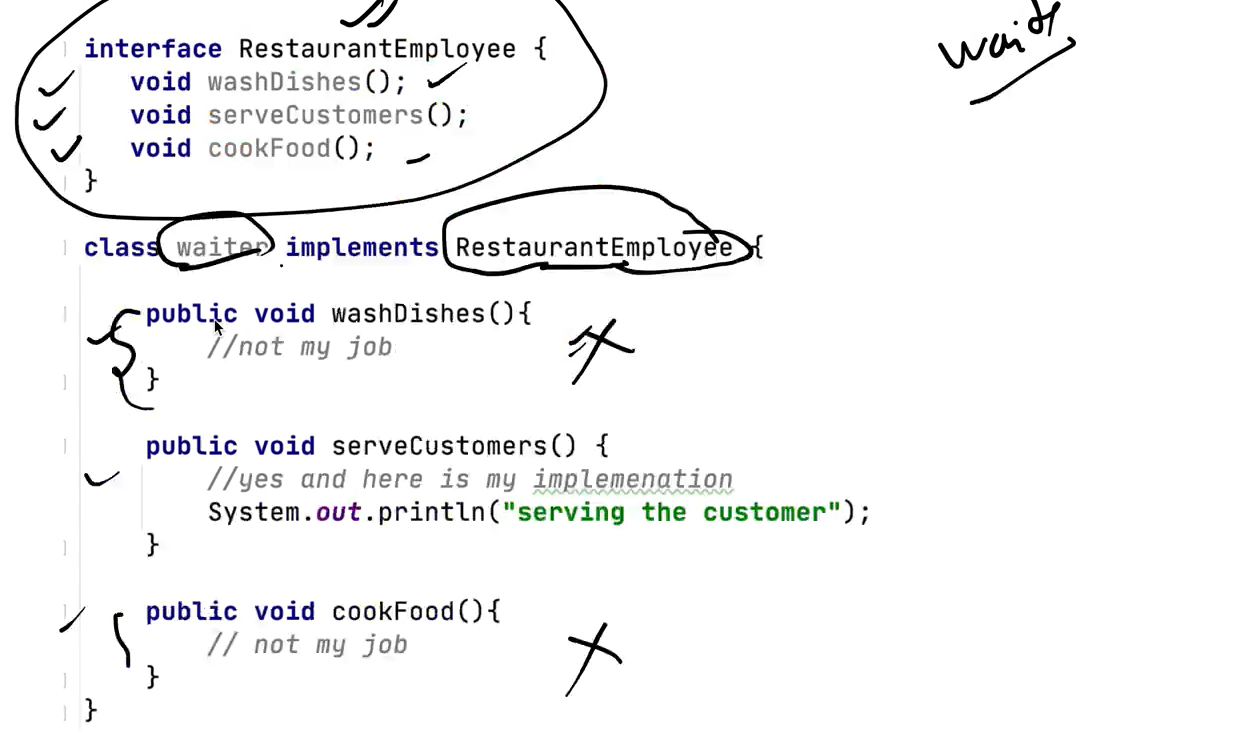 interface RestaurantEmployee {
void washDishes();
void serveCustomers();
void cookFood();
}
class waiter implements RestaurantEmployee {
public void washDishes(){
//not my job
}
public void serveCustomers() {
//yes and here is my implemenation
System.out.println("serving the customer");
}
public void cookFood(){
// not my job
}
}